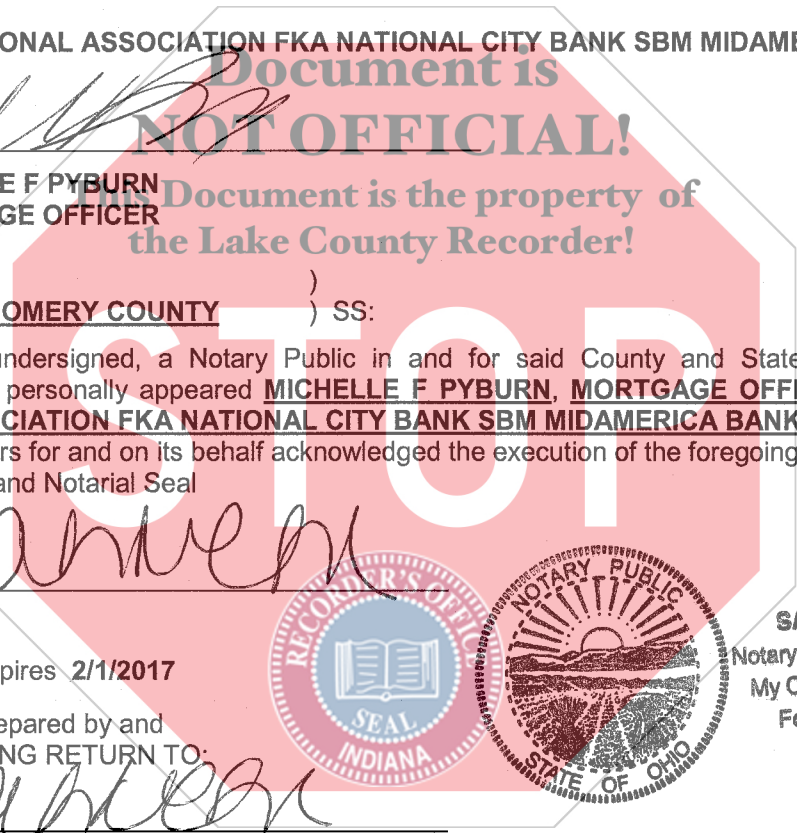 ONAL ASSOCIATION FKA NATIONAL CITY BANK SBM MIDAME
Document is
NOT OFFICIAL!
E F PYBURN
This Document is the property of
GE OFFICER
the Lake County Recorder!
)
OMERY COUNTY ) SS:
STOP
undersigned, a Notary Public in and for said County and State
personally appeared MICHELLE F PYBURN, MORTGAGE OFFI
CIATION FKA NATIONAL CITY BANK SBM MIDAMERICA BANK
rs for and on its behalf acknowledged the execution of the foregoing
and Notarial Seal
RECORDER'S OFFICE
SEAL
INDIANA
NOTARY PUBLIC
STATE OF OHIO
SA
Notary
My C
Fe
pires 2/1/2017
epared by and
NG RETURN TO: